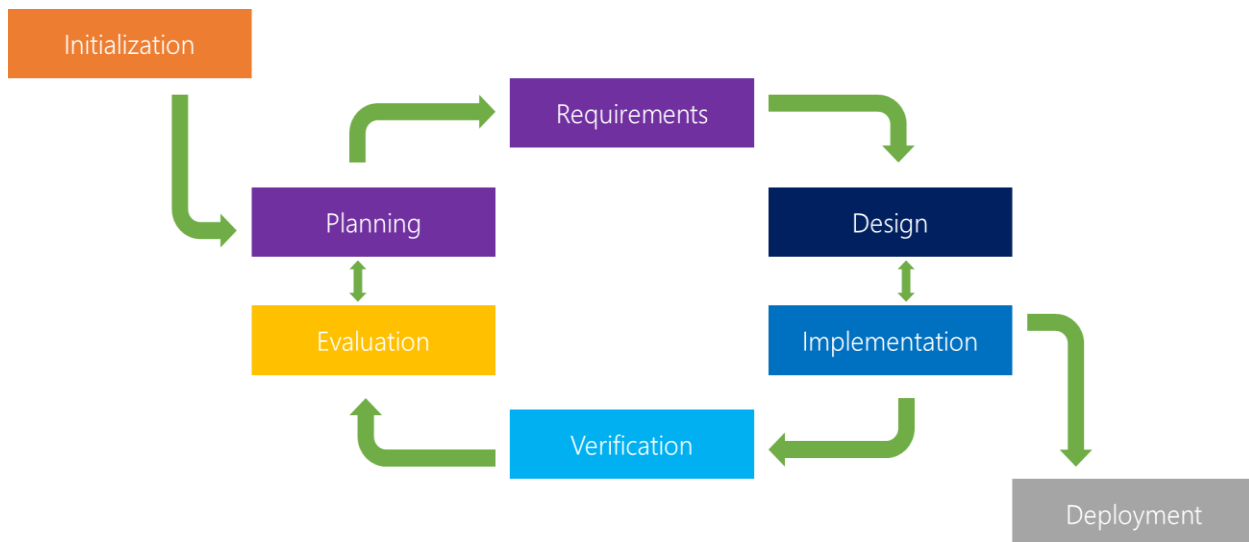 Initialization
Requirements
Planning
Design
Evaluation
Implementation
Verification
Deployment